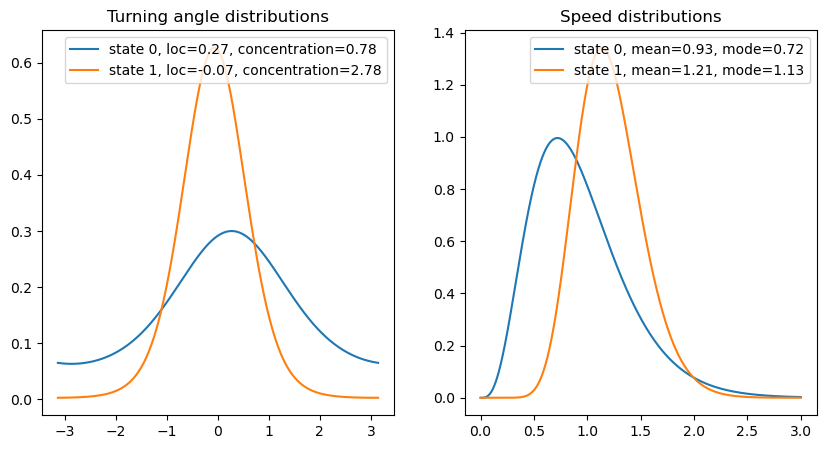 Turning angle distributions
state 0, loc=0.27, concentration=0.78
state 1, loc=-0.07, concentration=2.78
0.6
0.5
0.4
0.3
0.2
0.1
0.0
−3 −2 −1 0 1 2 3
Speed distributions
state 0, mean=0.93, mode=0.72
state 1, mean=1.21, mode=1.13
1.4
1.2
1.0
0.8
0.6
0.4
0.2
0.0
0.0 0.5 1.0 1.5 2.0 2.5 3.0